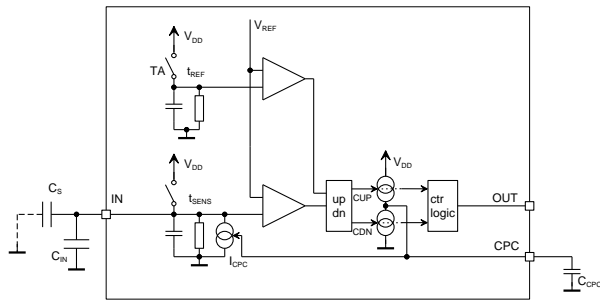 V_REF
V_DD
TA
t_REF
V_DD
C_S
IN
t_SENS
up
dn
CUP
CDN
V_DD
ctr
logic
OUT
CPC
C_IN
I_CPC
C_CPC